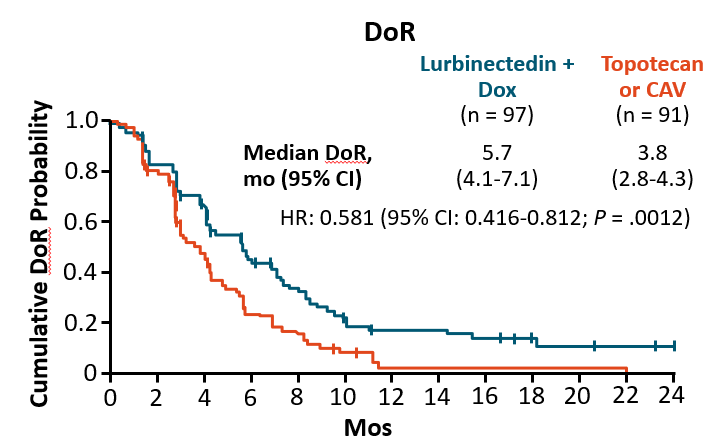 DoR
Lurbinectedin + Topotecan
Dox or CAV
(n = 97) (n = 91)
Median DoR, 5.7 3.8
mo (95% CI) (4.1-7.1) (2.8-4.3)
HR: 0.581 (95% CI: 0.416-0.812; P = .0012)
Cumulative DoR Probability
1.0
0.8
0.6
0.4
0.2
0
0 2 4 6 8 10 12 14 16 18 20 22 24
Mos